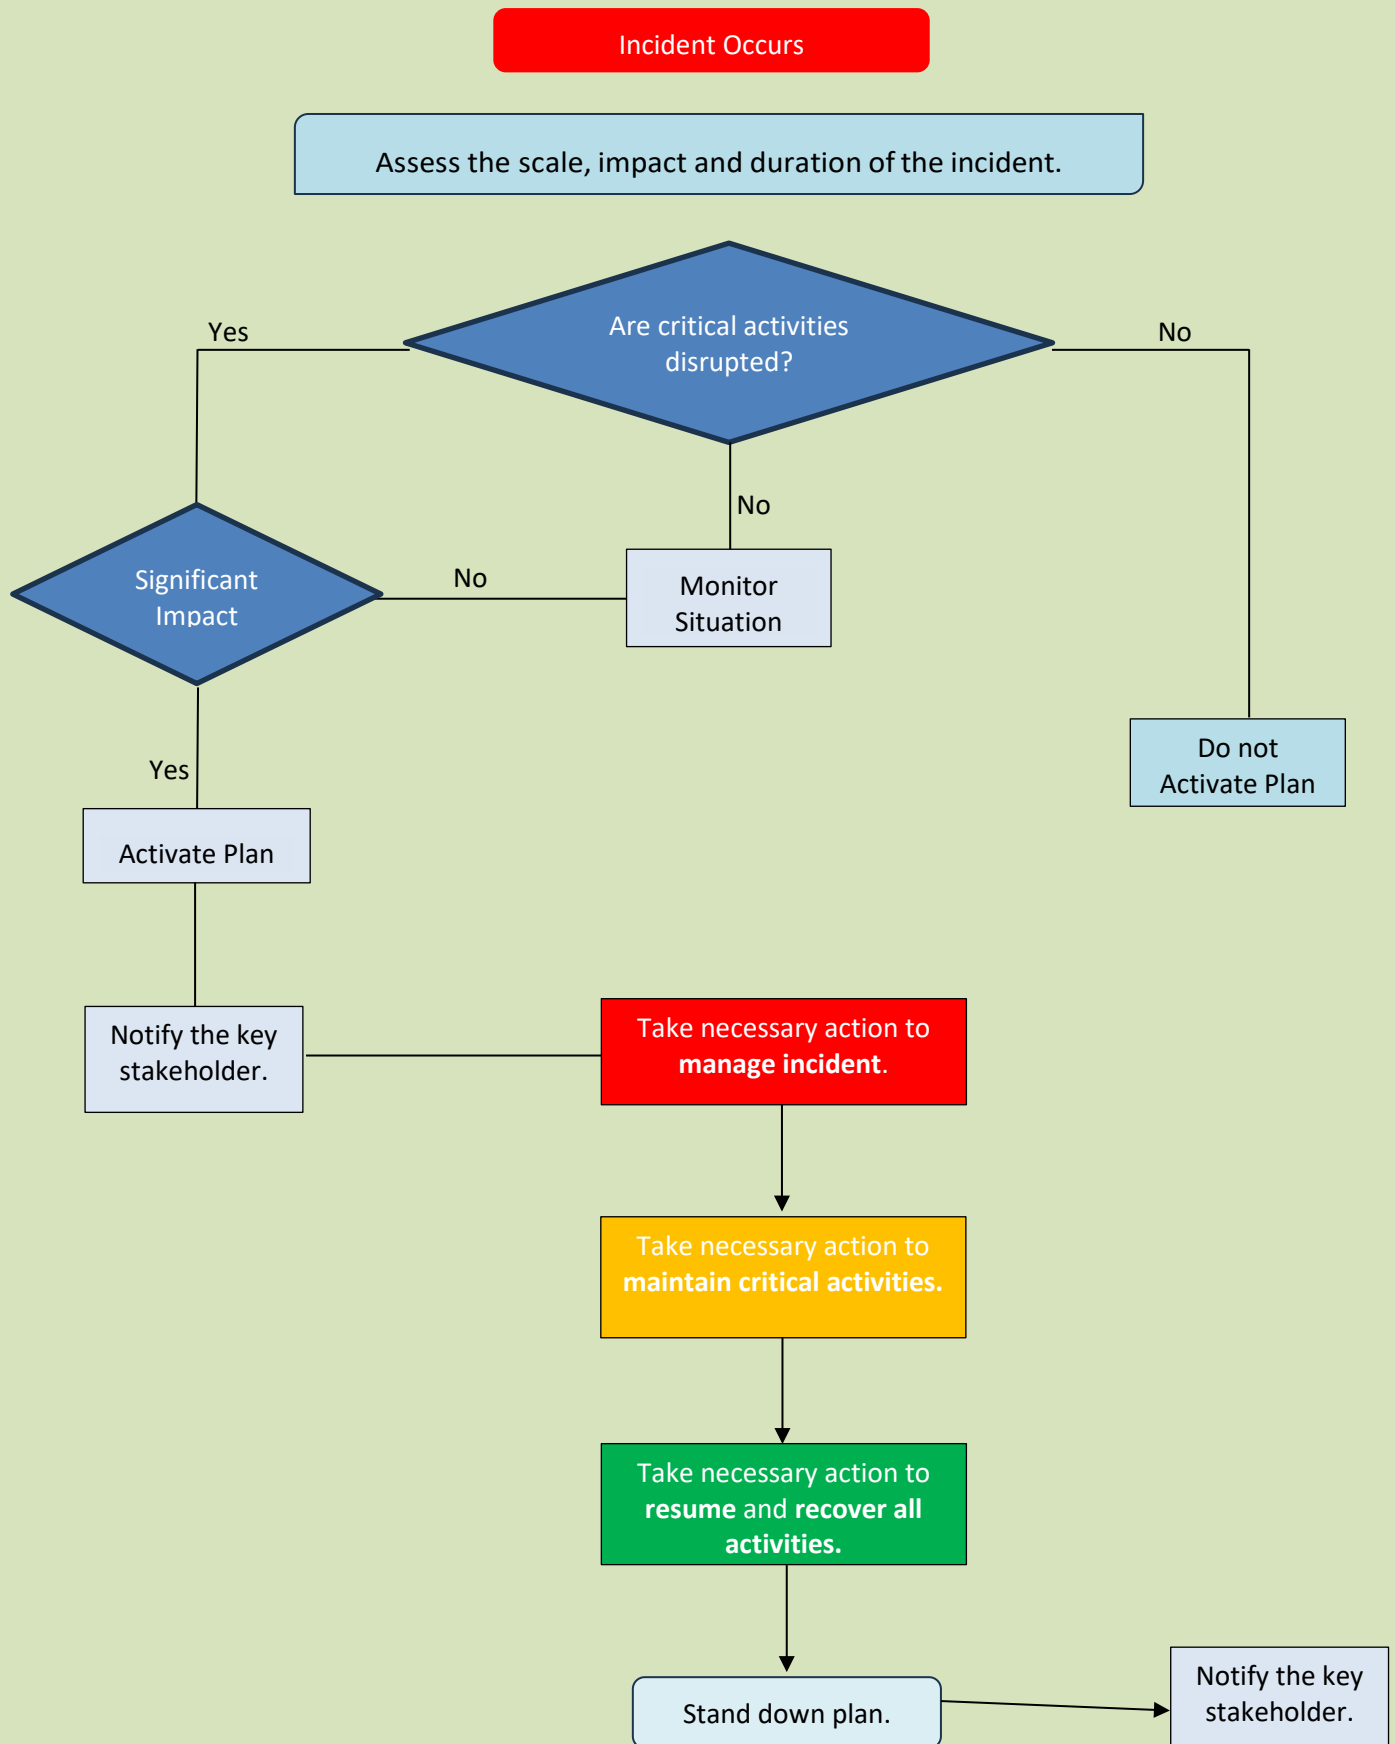 Incident Occurs
Assess the scale, impact and duration of the incident.
Are critical activities
disrupted?
Yes
No
No
Significant
Impact
No
Monitor
Situation
Yes
Do not
Activate Plan
Activate Plan
Notify the key
stakeholder.
Take necessary action to
manage incident.
Take necessary action to
maintain critical activities.
Take necessary action to
resume and recover all
activities.
Stand down plan.
Notify the key
stakeholder.